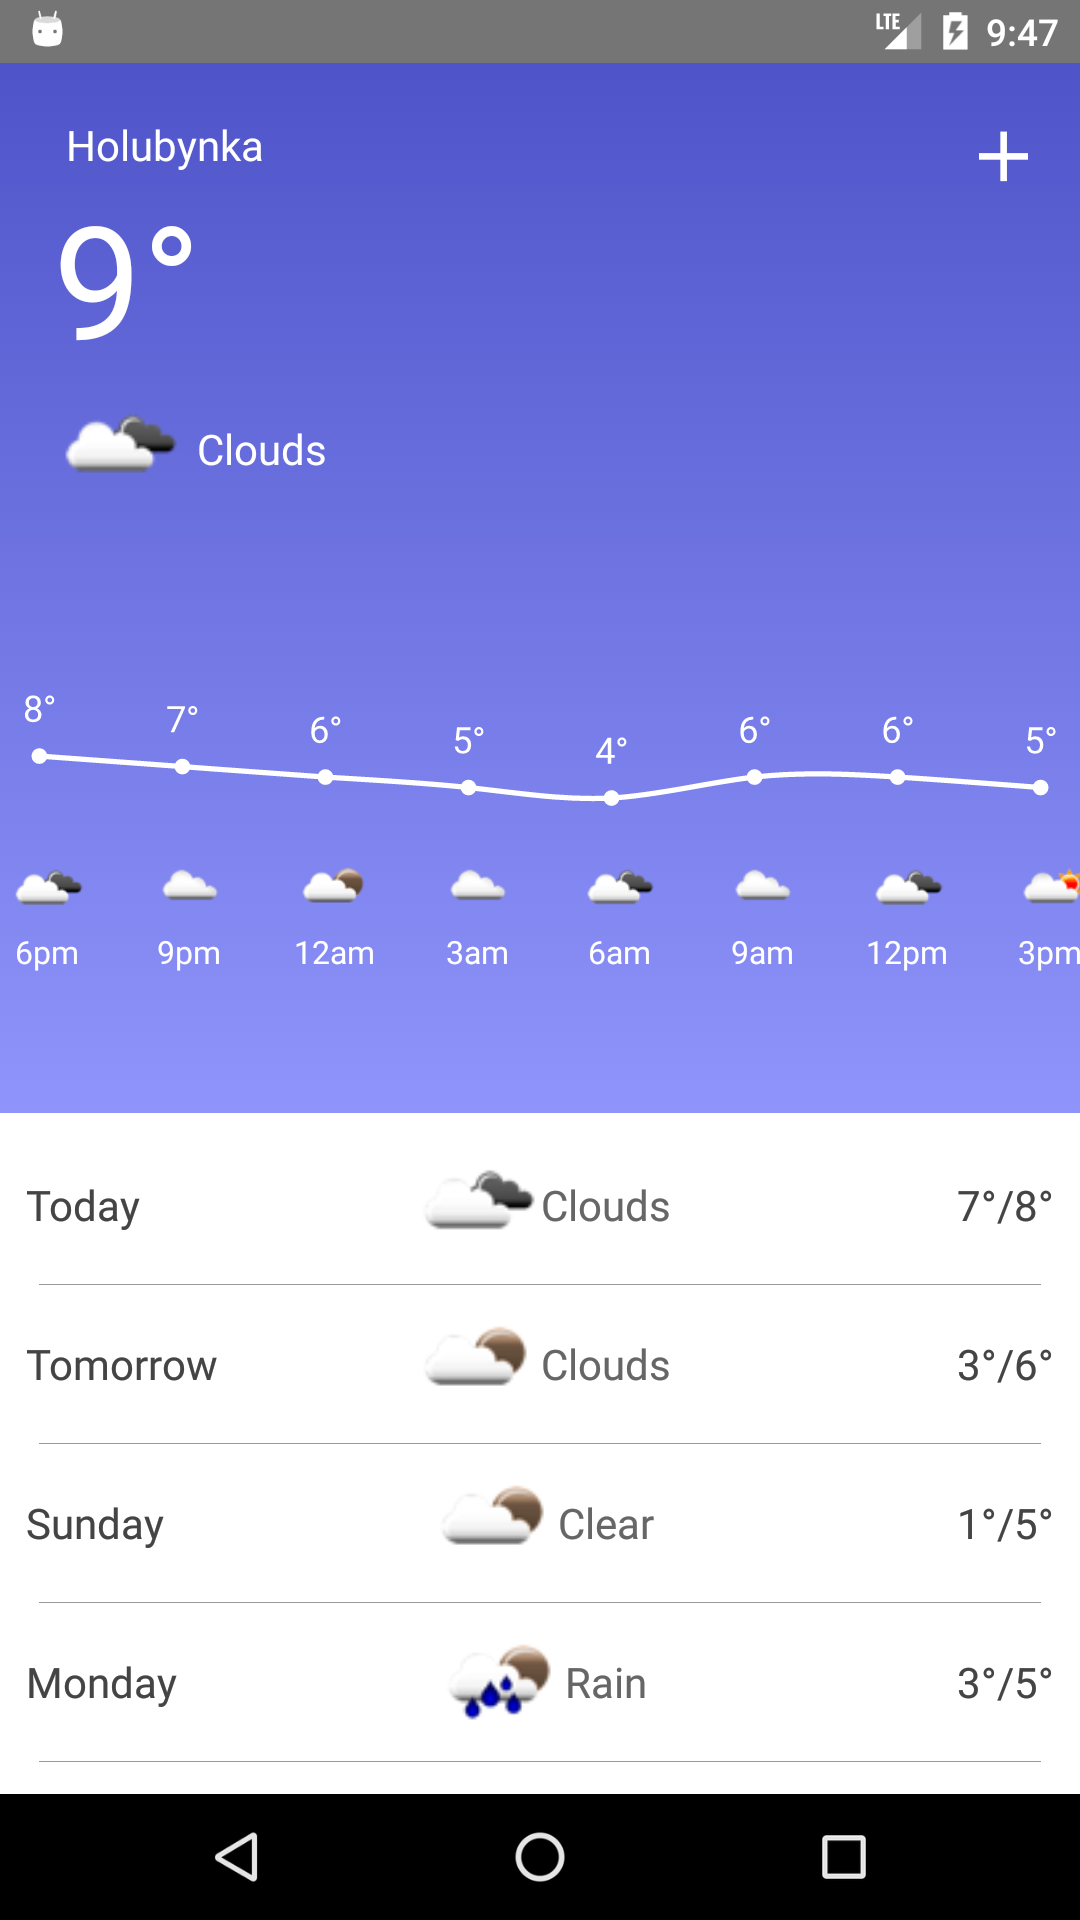 LTE 9:47
Holubynka
9°
Clouds
8° 7° 6° 5° 4° 6° 6° 5°
6pm 9pm 12am 3am 6am 9am 12pm 3pm
Today Clouds 7°/8°
Tomorrow Clouds 3°/6°
Sunday Clear 1°/5°
Monday Rain 3°/5°